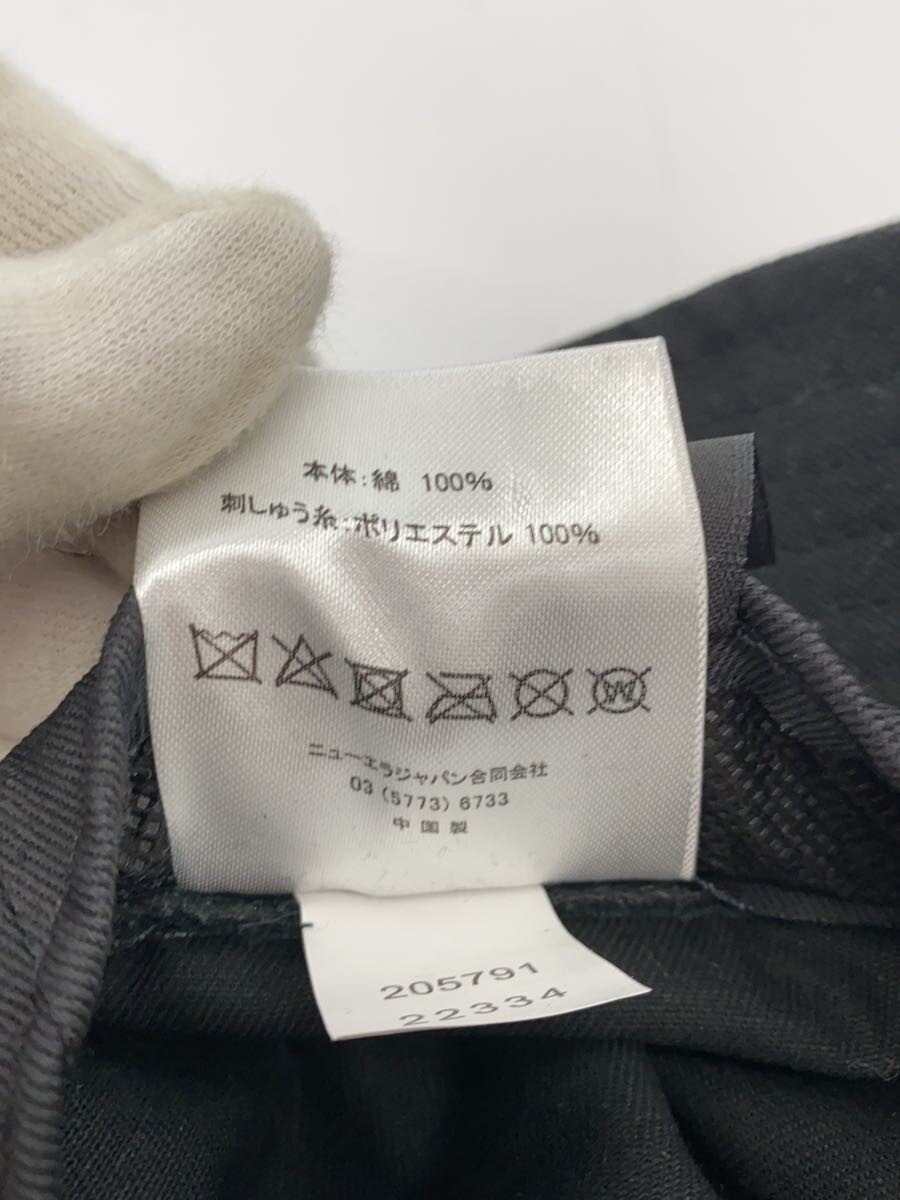 本体:綿 100%
刺しゅう糸:ポリエステル 100%
W
ニューエラジャパン合同会社
03 (5773) 6733
中国製
205791
22334